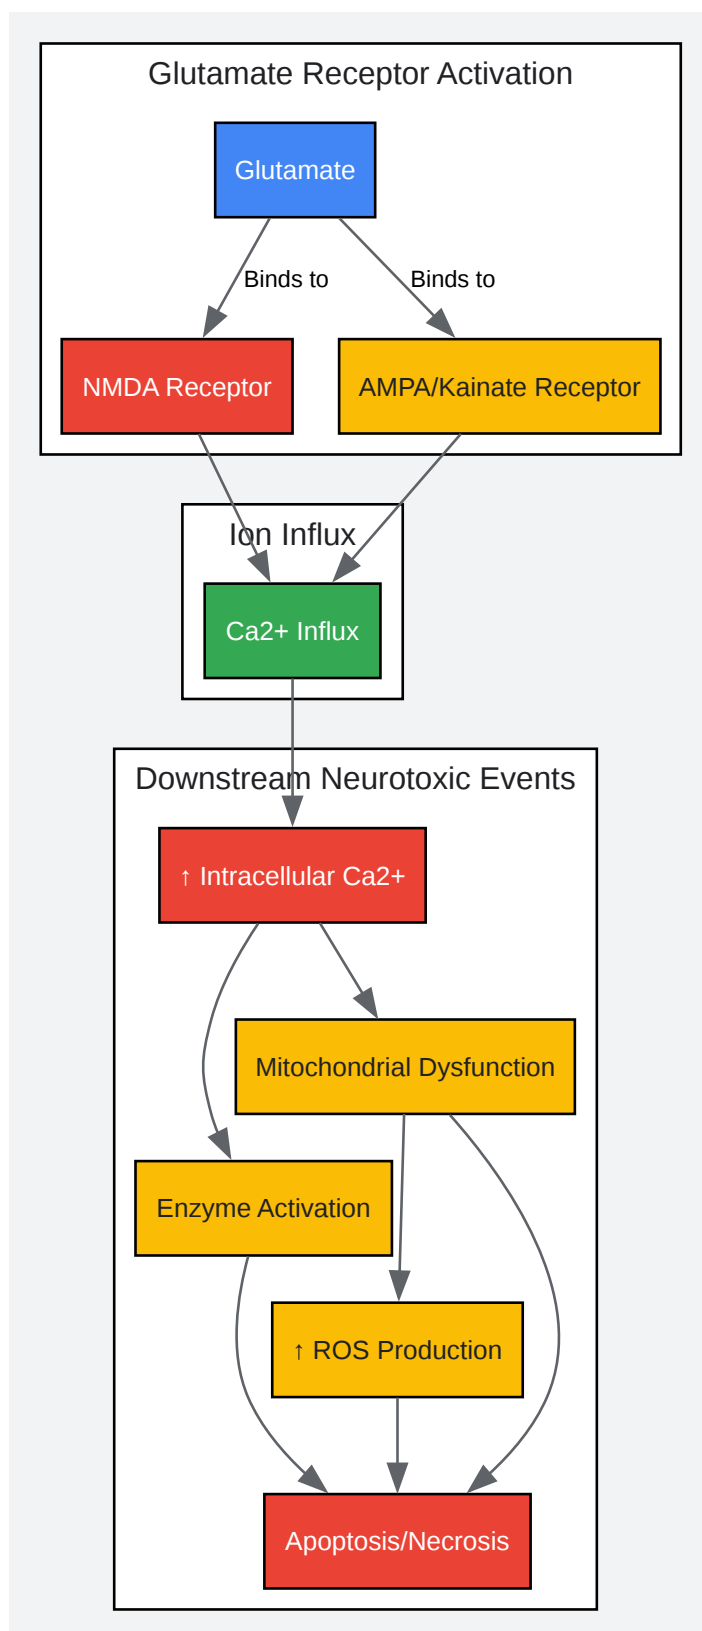 Glutamate Receptor Activation
Glutamate
Binds to
Binds to
NMDA Receptor
AMPA/Kainate Receptor
Ion Influx
Ca2+ Influx
Downstream Neurotoxic Events
↑ Intracellular Ca2+
Mitochondrial Dysfunction
Enzyme Activation
↑ ROS Production
Apoptosis/Necrosis